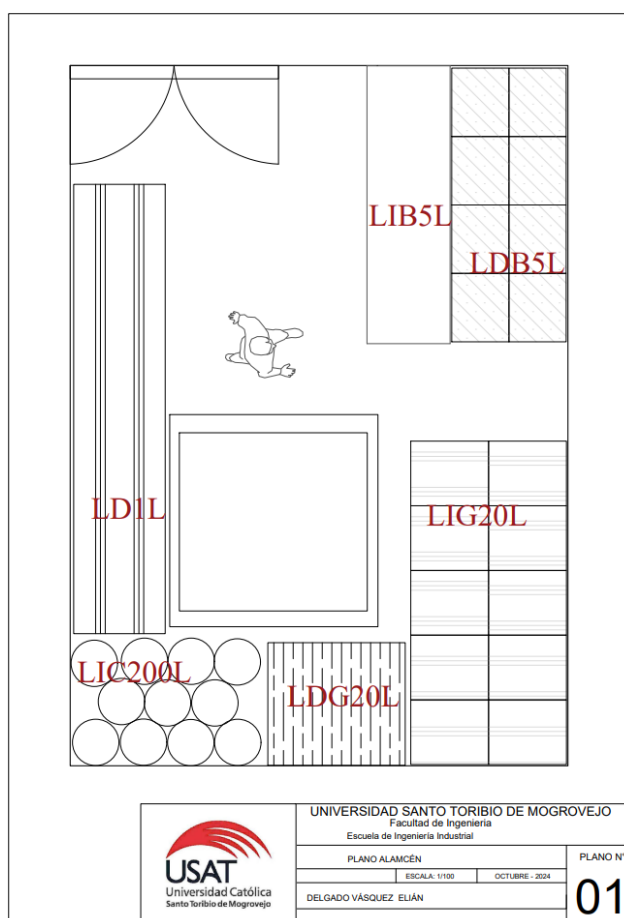 LIB5L
LDB5L
LD1L
LIG20L
LIC200L
LDG20L
USAT
Universidad Católica
Santo Toribio de Mogrovejo
UNIVERSIDAD SANTO TORIBIO DE MOGROVEJO
Facultad de Ingeniería
Escuela de Ingeniería Industrial
PLANO ALAMCÉN
PLANO N°
ESCALA: 1/100
OCTUBRE - 2024
DELGADO VÁSQUEZ ELIÁN
01